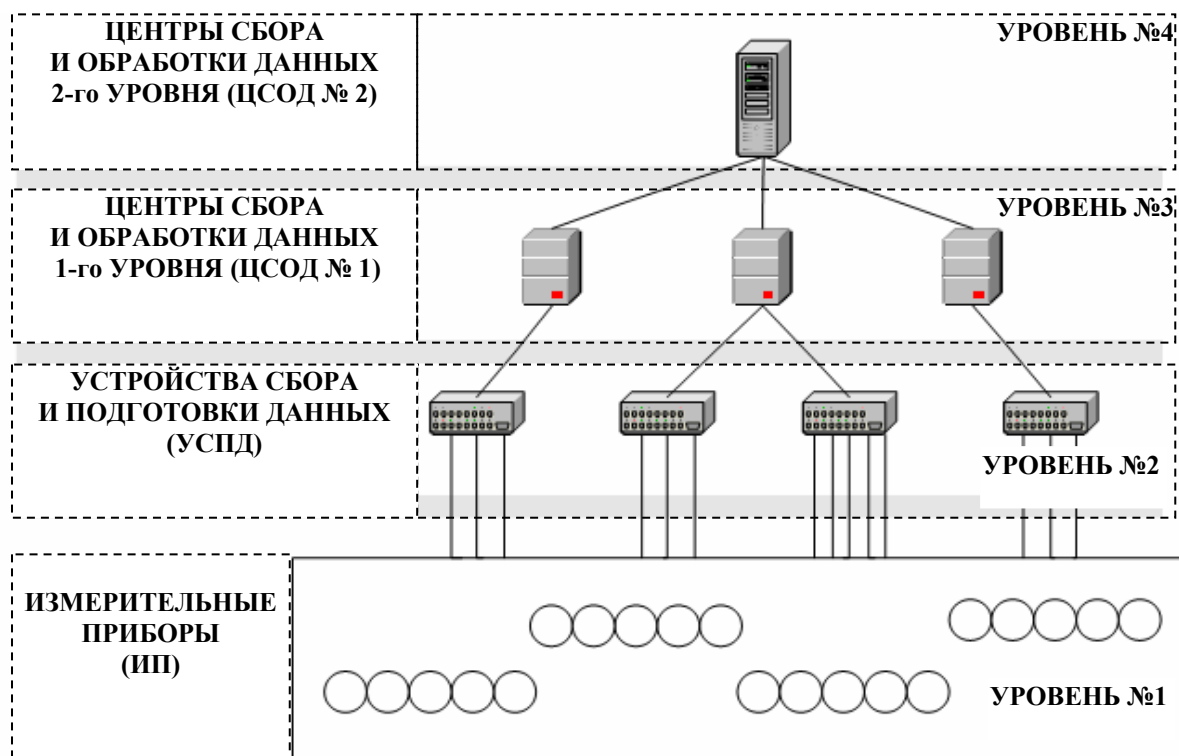 ЦЕНТРЫ СБОРА
И ОБРАБОТКИ ДАННЫХ
2-го УРОВНЯ (ЦСОД № 2)
УРОВЕНЬ №4
ЦЕНТРЫ СБОРА
И ОБРАБОТКИ ДАННЫХ
1-го УРОВНЯ (ЦСОД № 1)
УРОВЕНЬ №3
УСТРОЙСТВА СБОРА
И ПОДГОТОВКИ ДАННЫХ
(УСПД)
УРОВЕНЬ №2
ИЗМЕРИТЕЛЬНЫЕ
ПРИБОРЫ
(ИП)
УРОВЕНЬ №1